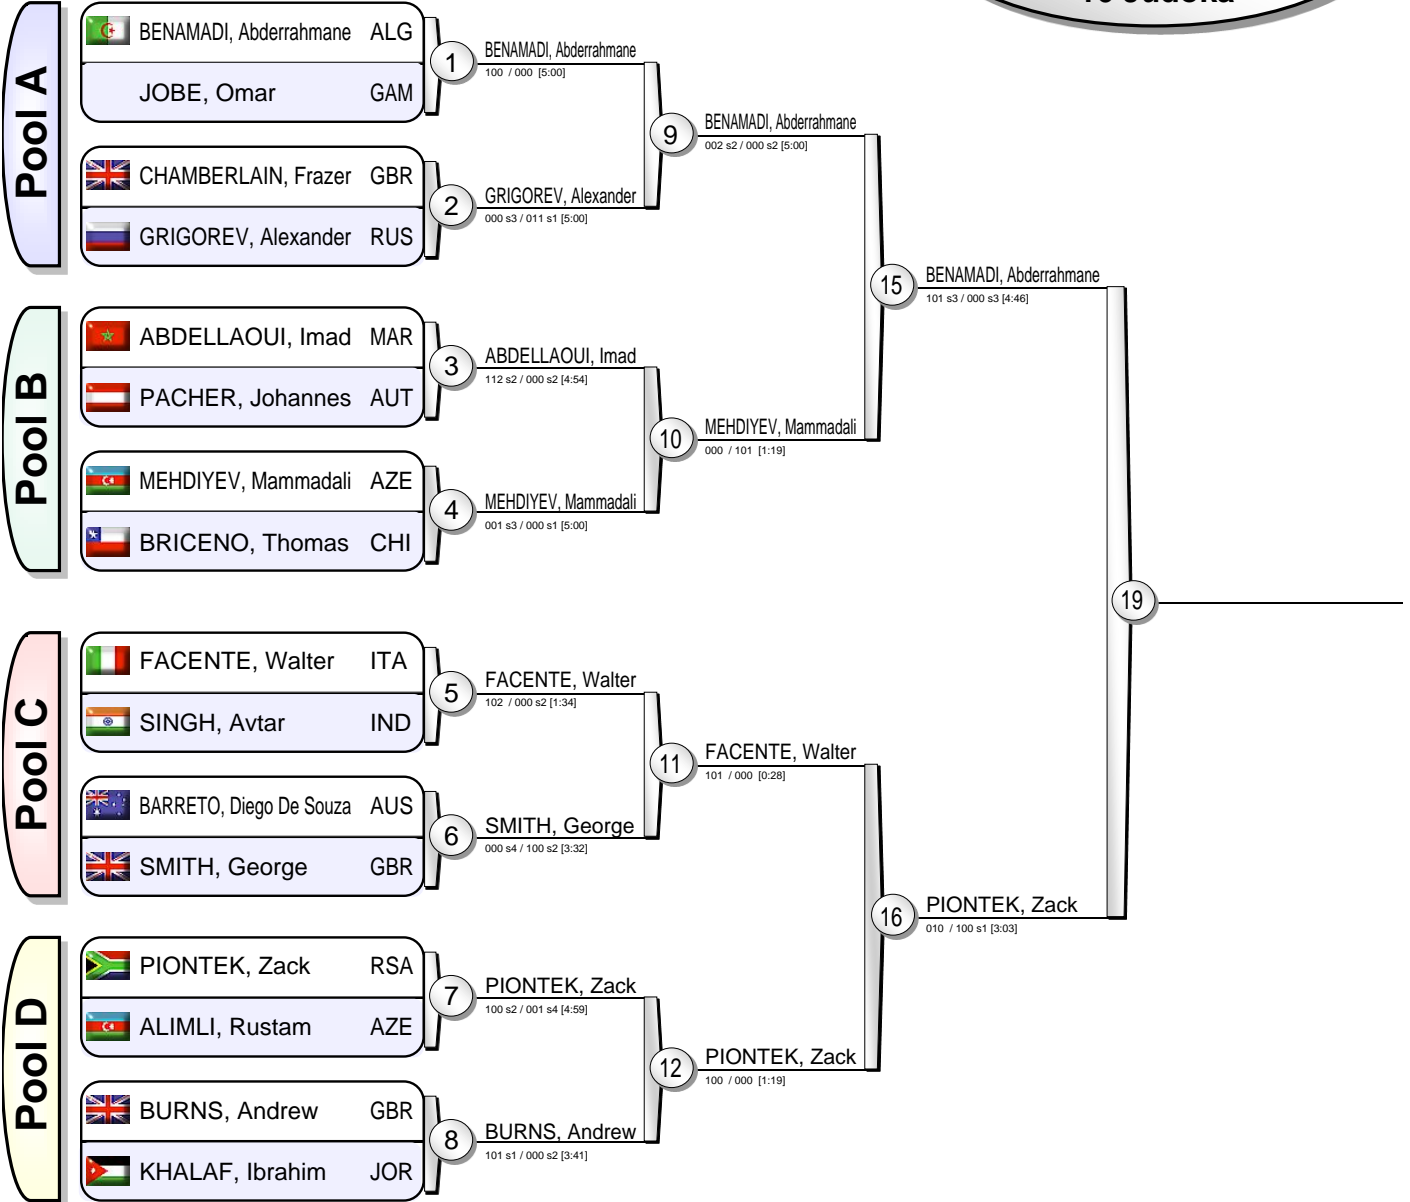 Pool A
BENAMADI, Abderrahmane ALG
JOBE, Omar GAM
1
BENAMADI, Abderrahmane
100 / 000 [5:00]
CHAMBERLAIN, Frazer GBR
GRIGOREV, Alexander RUS
2
GRIGOREV, Alexander
000 s3 / 011 s1 [5:00]
9
BENAMADI, Abderrahmane
002 s2 / 000 s2 [5:00]
Pool B
ABDELLAOUI, Imad MAR
PACHER, Johannes AUT
3
ABDELLAOUI, Imad
112 s2 / 000 s2 [4:54]
MEHDIYEV, Mammadali AZE
BRICENO, Thomas CHI
4
MEHDIYEV, Mammadali
001 s3 / 000 s1 [5:00]
10
MEHDIYEV, Mammadali
000 / 101 [1:19]
15
BENAMADI, Abderrahmane
101 s3 / 000 s3 [4:46]
Pool C
FACENTE, Walter ITA
SINGH, Avtar IND
5
FACENTE, Walter
102 / 000 s2 [1:34]
BARRETO, Diego De Souza AUS
SMITH, George GBR
6
SMITH, George
000 s4 / 100 s2 [3:32]
11
FACENTE, Walter
101 / 000 [0:28]
Pool D
PIONTEK, Zack RSA
ALIMLI, Rustam AZE
7
PIONTEK, Zack
100 s2 / 001 s4 [4:59]
BURNS, Andrew GBR
KHALAF, Ibrahim JOR
8
BURNS, Andrew
101 s1 / 000 s2 [3:41]
12
PIONTEK, Zack
100 / 000 [1:19]
16
PIONTEK, Zack
010 / 100 s1 [3:03]
19